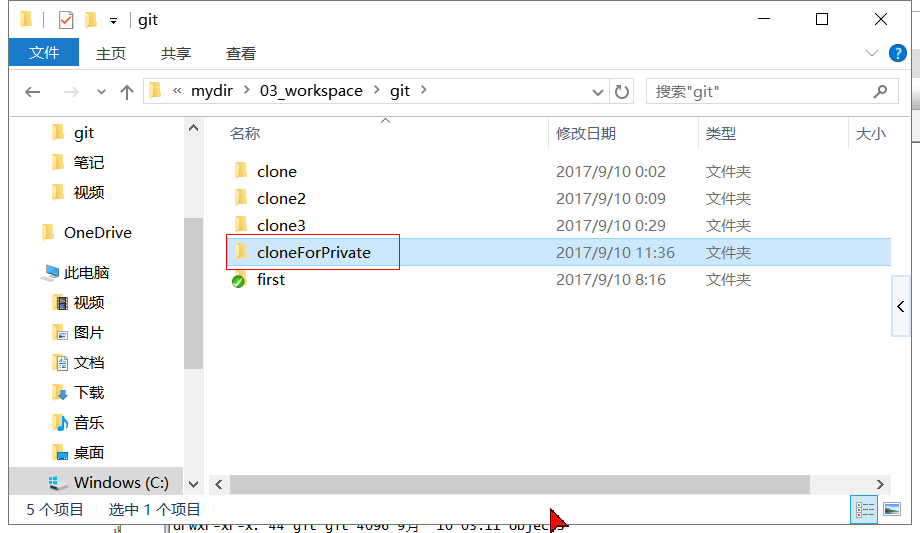 git
文件 主页 共享 查看 ?
« mydir > 03_workspace > git > 搜索"git"
git
笔记
视频
OneDrive
此电脑
视频
图片
文档
下载
音乐
桌面
Windows (C:)
名称 修改日期 类型 大小
clone 2017/9/10 0:02 文件夹
clone2 2017/9/10 0:09 文件夹
clone3 2017/9/10 0:29 文件夹
cloneForPrivate 2017/9/10 11:36 文件夹
first 2017/9/10 8:16 文件夹
5 个项目 选中 1 个项目
drwxr-xr-x. 44 git git 4096 9月 10 03:11 objects